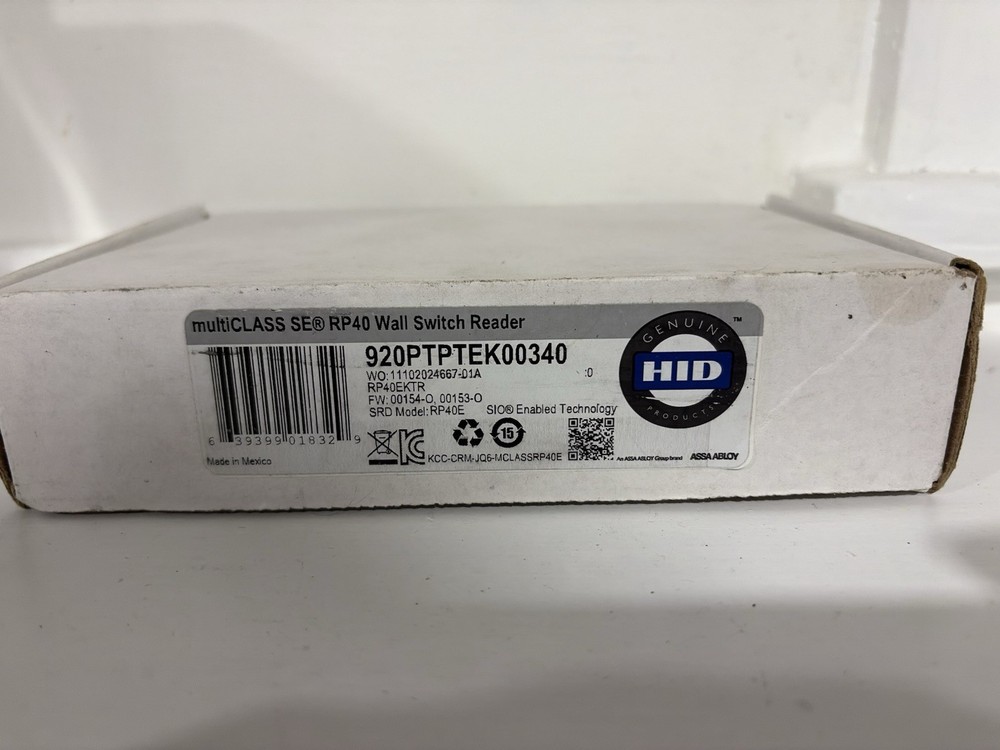 multiCLASS SE® RP40 Wall Switch Reader
920PTPTEK00340
WO:11102024667-01A :0
RP40EKTR
FW:00154-O, 00153-O
SRD Model:RP40E SIO® Enabled Technology
6 39399 01832 9
Made in Mexico
15
KCC-CRM-JQ6-MCLASSRP40E
An ASSA ABLOY Group brand
ASSA ABLOY
GENUINE
HID
PRODUCTS
TM